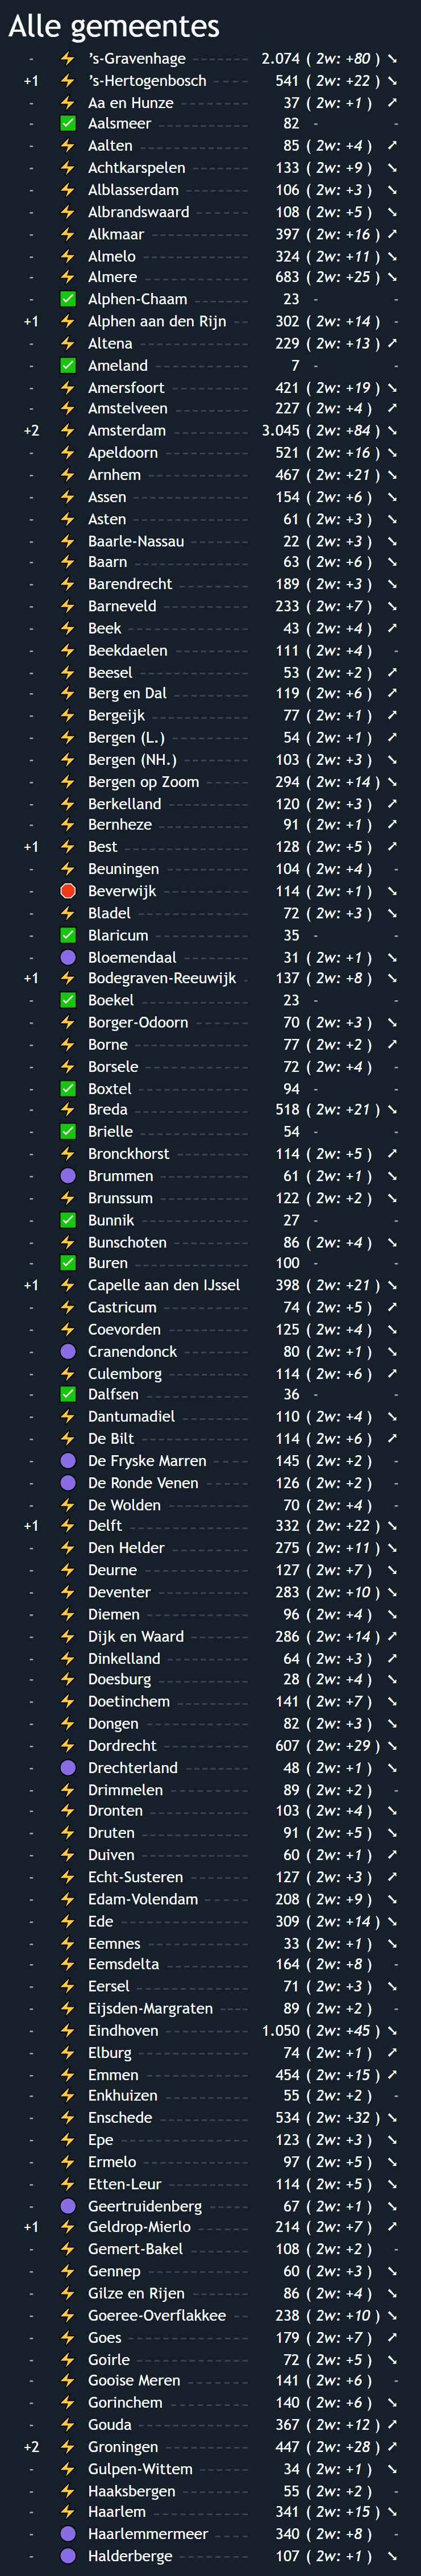 Alle gemeentes
- ’s-Gravenhage 2.074 ( 2w: +80 ) ↘
+1 ’s-Hertogenbosch 541 ( 2w: +22 ) ↘
- Aa en Hunze 37 ( 2w: +1 ) ↗
- Aalsmeer 82 - -
- Aalten 85 ( 2w: +4 ) ↗
- Achtkarspelen 133 ( 2w: +9 ) ↘
- Alblasserdam 106 ( 2w: +3 ) ↘
- Albrandswaard 108 ( 2w: +5 ) ↘
- Alkmaar 397 ( 2w: +16 ) ↗
- Almelo 324 ( 2w: +11 ) ↘
- Almere 683 ( 2w: +25 ) ↘
- Alphen-Chaam 23 - -
+1 Alphen aan den Rijn 302 ( 2w: +14 ) -
- Altena 229 ( 2w: +13 ) ↗
- Ameland 7 - -
- Amersfoort 421 ( 2w: +19 ) ↘
- Amstelveen 227 ( 2w: +4 ) ↗
+2 Amsterdam 3.045 ( 2w: +84 ) ↘
- Apeldoorn 521 ( 2w: +16 ) ↘
- Arnhem 467 ( 2w: +21 ) ↘
- Assen 154 ( 2w: +6 ) ↘
- Asten 61 ( 2w: +3 ) ↘
- Baarle-Nassau 22 ( 2w: +3 ) ↘
- Baarn 63 ( 2w: +6 ) ↘
- Barendrecht 189 ( 2w: +3 ) ↘
- Barneveld 233 ( 2w: +7 ) ↘
- Beek 43 ( 2w: +4 ) ↗
- Beekdaelen 111 ( 2w: +4 ) -
- Beesel 53 ( 2w: +2 ) ↗
- Berg en Dal 119 ( 2w: +6 ) ↗
- Bergeijk 77 ( 2w: +1 ) ↗
- Bergen (L.) 54 ( 2w: +1 ) ↗
- Bergen (NH.) 103 ( 2w: +3 ) ↘
- Bergen op Zoom 294 ( 2w: +14 ) ↘
- Berkelland 120 ( 2w: +3 ) ↗
- Bernheze 91 ( 2w: +1 ) ↗
+1 Best 128 ( 2w: +5 ) ↗
- Beuningen 104 ( 2w: +4 ) -
- Beverwijk 114 ( 2w: +1 ) ↘
- Bladel 72 ( 2w: +3 ) ↘
- Blaricum 35 - -
- Bloemendaal 31 ( 2w: +1 ) ↘
+1 Bodegraven-Reeuwijk 137 ( 2w: +8 ) ↘
- Boekel 23 - -
- Borger-Odoorn 70 ( 2w: +3 ) ↘
- Borne 77 ( 2w: +2 ) ↗
- Borsele 72 ( 2w: +4 ) -
- Boxtel 94 - -
- Breda 518 ( 2w: +21 ) ↘
- Brielle 54 - -
- Bronckhorst 114 ( 2w: +5 ) ↗
- Brummen 61 ( 2w: +1 ) ↘
- Brunssum 122 ( 2w: +2 ) ↘
- Bunnik 27 - -
- Bunschoten 86 ( 2w: +4 ) ↘
- Buren 100 - -
+1 Capelle aan den IJssel 398 ( 2w: +21 ) ↘
- Castricum 74 ( 2w: +5 ) ↗
- Coevorden 125 ( 2w: +4 ) ↘
- Cranendonck 80 ( 2w: +1 ) ↘
- Culemborg 114 ( 2w: +6 ) ↗
- Dalfsen 36 - -
- Dantumadiel 110 ( 2w: +4 ) ↘
- De Bilt 114 ( 2w: +6 ) ↗
- De Fryske Marren 145 ( 2w: +2 ) -
- De Ronde Venen 126 ( 2w: +2 ) -
- De Wolden 70 ( 2w: +4 ) -
+1 Delft 332 ( 2w: +22 ) ↘
- Den Helder 275 ( 2w: +11 ) ↘
- Deurne 127 ( 2w: +7 ) ↘
- Deventer 283 ( 2w: +10 ) ↘
- Diemen 96 ( 2w: +4 ) ↘
- Dijk en Waard 286 ( 2w: +14 ) ↗
- Dinkelland 64 ( 2w: +3 ) ↗
- Doesburg 28 ( 2w: +4 ) ↘
- Doetinchem 141 ( 2w: +7 ) ↘
- Dongen 82 ( 2w: +3 ) ↘
- Dordrecht 607 ( 2w: +29 ) ↘
- Drechterland 48 ( 2w: +1 ) ↘
- Drimmelen 89 ( 2w: +2 ) -
- Dronten 103 ( 2w: +4 ) ↘
- Druten 91 ( 2w: +5 ) ↘
- Duiven 60 ( 2w: +1 ) ↗
- Echt-Susteren 127 ( 2w: +3 ) ↗
- Edam-Volendam 208 ( 2w: +9 ) ↘
- Ede 309 ( 2w: +14 ) ↘
- Eemnes 33 ( 2w: +1 ) ↘
- Eemsdelta 164 ( 2w: +8 ) -
- Eersel 71 ( 2w: +3 ) ↘
- Eijsden-Margraten 89 ( 2w: +2 ) -
- Eindhoven 1.050 ( 2w: +45 ) ↘
- Elburg 74 ( 2w: +1 ) ↗
- Emmen 454 ( 2w: +15 ) ↗
- Enkhuizen 55 ( 2w: +2 ) -
- Enschede 534 ( 2w: +32 ) ↘
- Epe 123 ( 2w: +3 ) ↘
- Ermelo 97 ( 2w: +5 ) ↘
- Etten-Leur 114 ( 2w: +5 ) ↘
- Geertruidenberg 67 ( 2w: +1 ) ↘
+1 Geldrop-Mierlo 214 ( 2w: +7 ) ↗
- Gemert-Bakel 108 ( 2w: +2 ) -
- Gennep 60 ( 2w: +3 ) ↘
- Gilze en Rijen 86 ( 2w: +4 ) ↘
- Goeree-Overflakkee 238 ( 2w: +10 ) ↘
- Goes 179 ( 2w: +7 ) ↗
- Goirle 72 ( 2w: +5 ) ↘
- Gooise Meren 141 ( 2w: +6 ) -
- Gorinchem 140 ( 2w: +6 ) ↘
- Gouda 367 ( 2w: +12 ) ↗
+2 Groningen 447 ( 2w: +28 ) ↗
- Gulpen-Wittem 34 ( 2w: +1 ) ↘
- Haaksbergen 55 ( 2w: +2 ) -
- Haarlem 341 ( 2w: +15 ) ↘
- Haarlemmermeer 340 ( 2w: +8 ) -
- Halderberge 107 ( 2w: +1 ) ↘